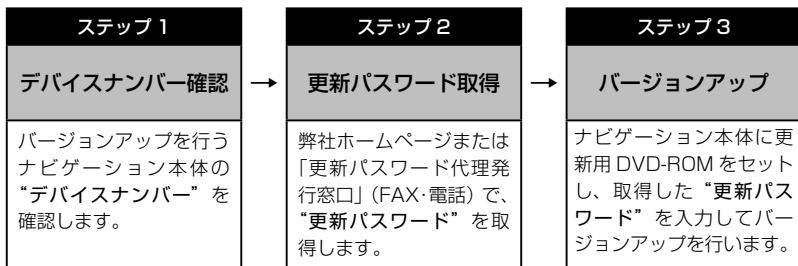 ステップ 1
デバイスナンバー確認
バージョンアップを行う
ナビゲーション本体の
“デバイスナンバー” を
確認します。
→
ステップ 2
更新パスワード取得
弊社ホームページまたは
「更新パスワード代理発
行窓口」（FAX・電話）で、
“更新パスワード” を取
得します。
→
ステップ 3
バージョンアップ
ナビゲーション本体に更
新用 DVD-ROM をセット
し、取得した “更新パス
ワード” を入力してバー
ジョンアップを行います。